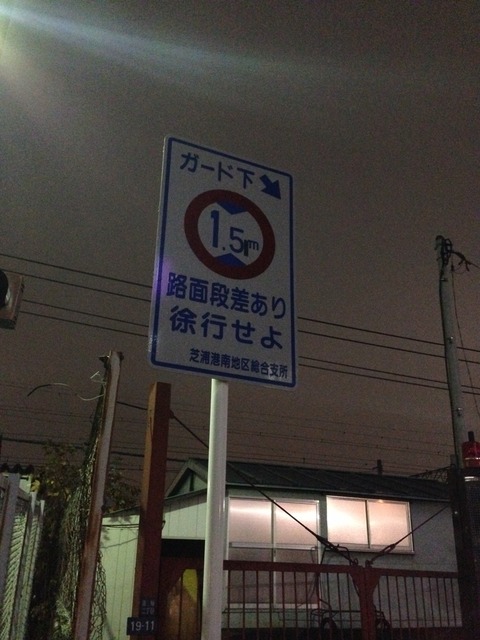 ガード下
1.5m
路面段差あり
徐行せよ
芝浦港南地区総合支所
19-11